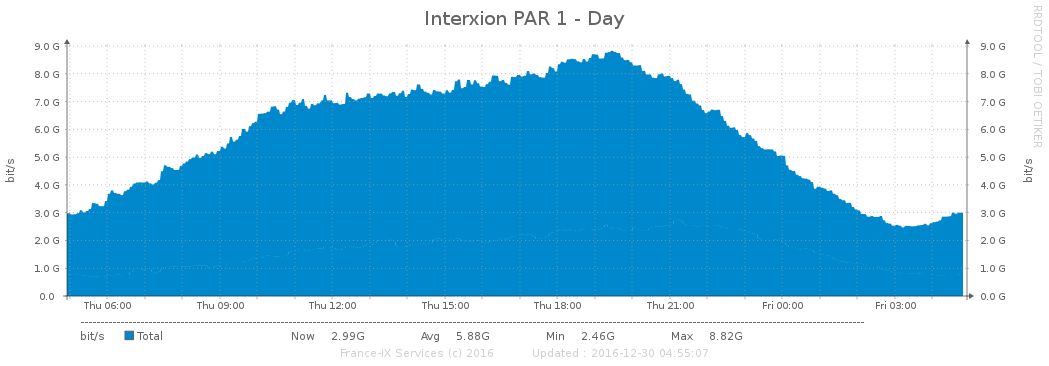 Interxion PAR 1 - Day
RRDTOOL / TOBI OETIKER
bit/s
9.0 G
8.0 G
7.0 G
6.0 G
5.0 G
4.0 G
3.0 G
2.0 G
1.0 G
0.0
9.0 G
8.0 G
7.0 G
6.0 G
5.0 G
4.0 G
3.0 G
2.0 G
1.0 G
0.0 G
bit/s
Thu 06:00 Thu 09:00 Thu 12:00 Thu 15:00 Thu 18:00 Thu 21:00 Fri 00:00 Fri 03:00
bit/s Total Now 2.99G Avg 5.88G Min 2.46G Max 8.82G
France-IX Services (c) 2016 Updated : 2016-12-30 04:55:07